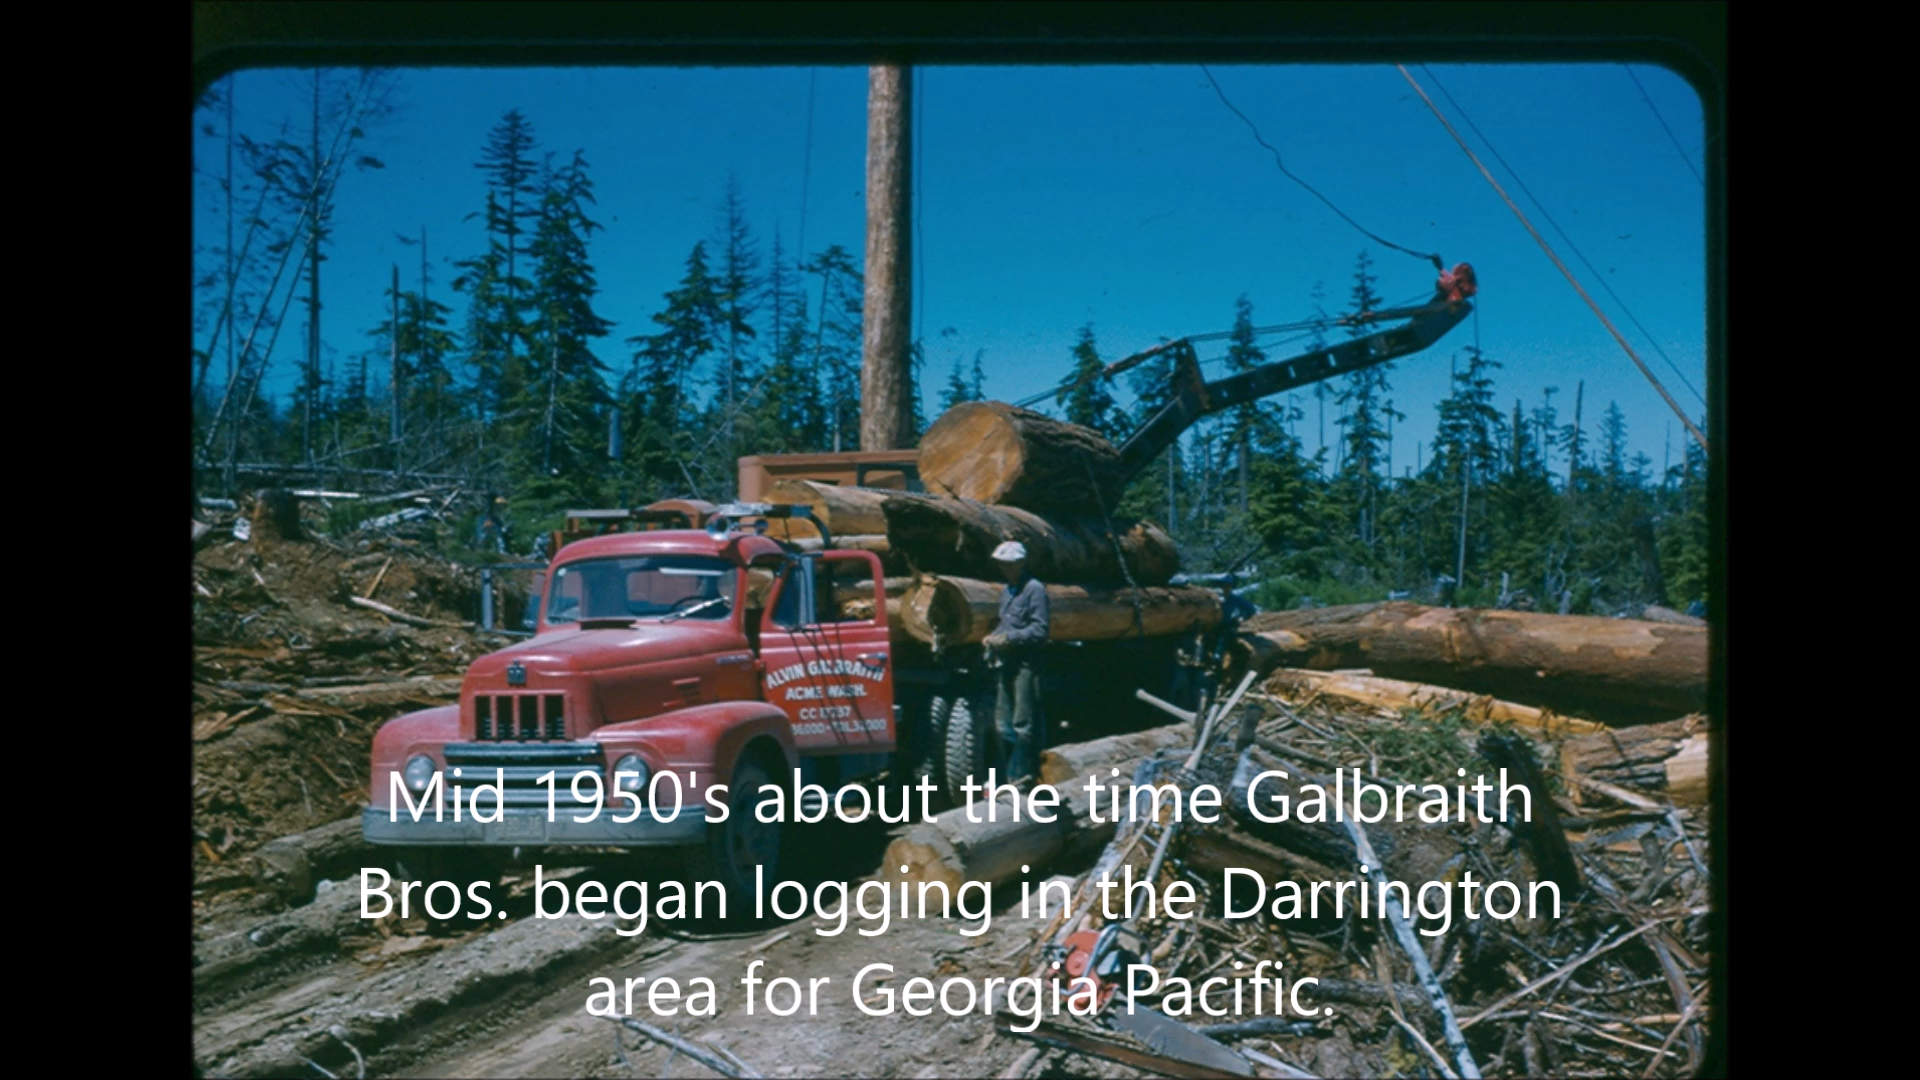 ALVIN GALBRAITH
ACME WASH.
Mid 1950's about the time Galbraith
Bros. began logging in the Darrington
area for Georgia Pacific.